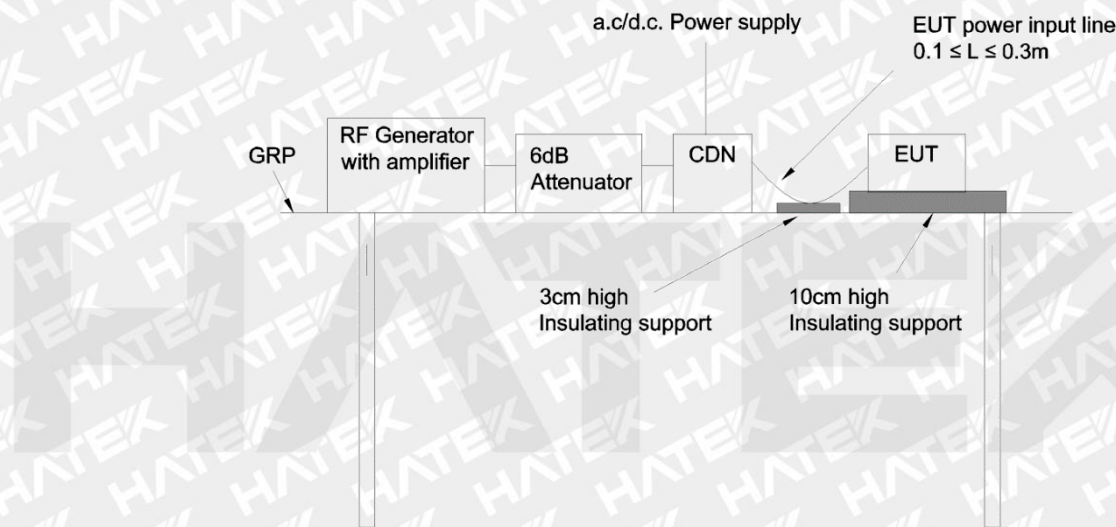 a.c/d.c. Power supply
EUT power input line
0.1 ≤ L ≤ 0.3m
GRP
RF Generator
with amplifier
6dB
Attenuator
CDN
EUT
3cm high
Insulating support
10cm high
Insulating support
HATEK